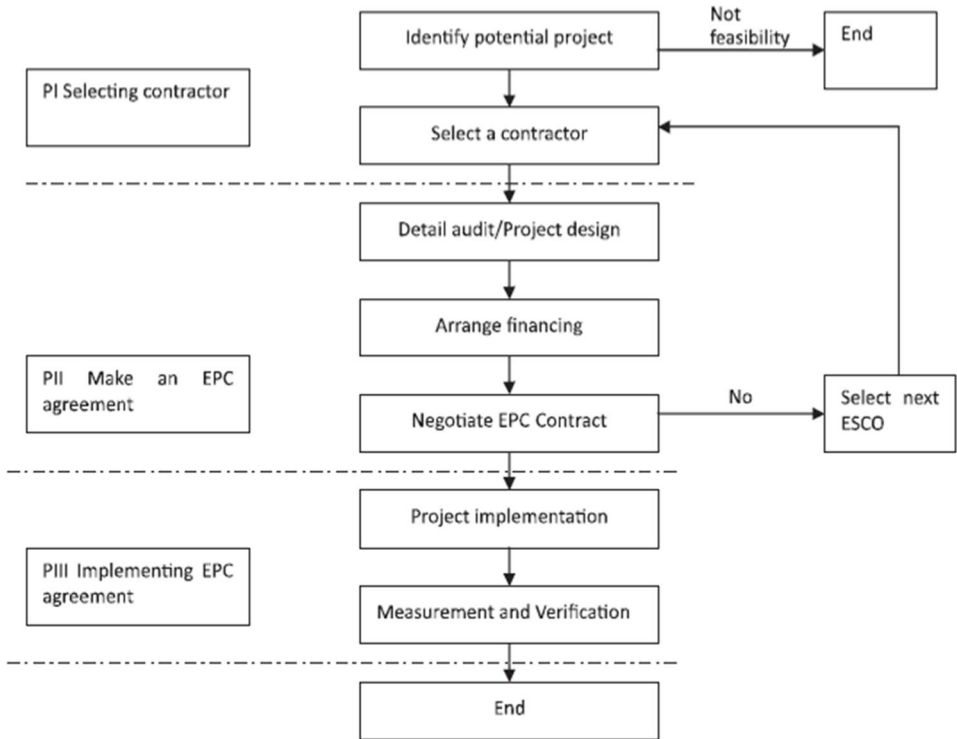 Identify potential project
Not
feasibility
End
PI Selecting contractor
Select a contractor
Detail audit/Project design
Arrange financing
PII Make an EPC
agreement
Negotiate EPC Contract
No
Select next
ESCO
Project implementation
PIII Implementing EPC
agreement
Measurement and Verification
End